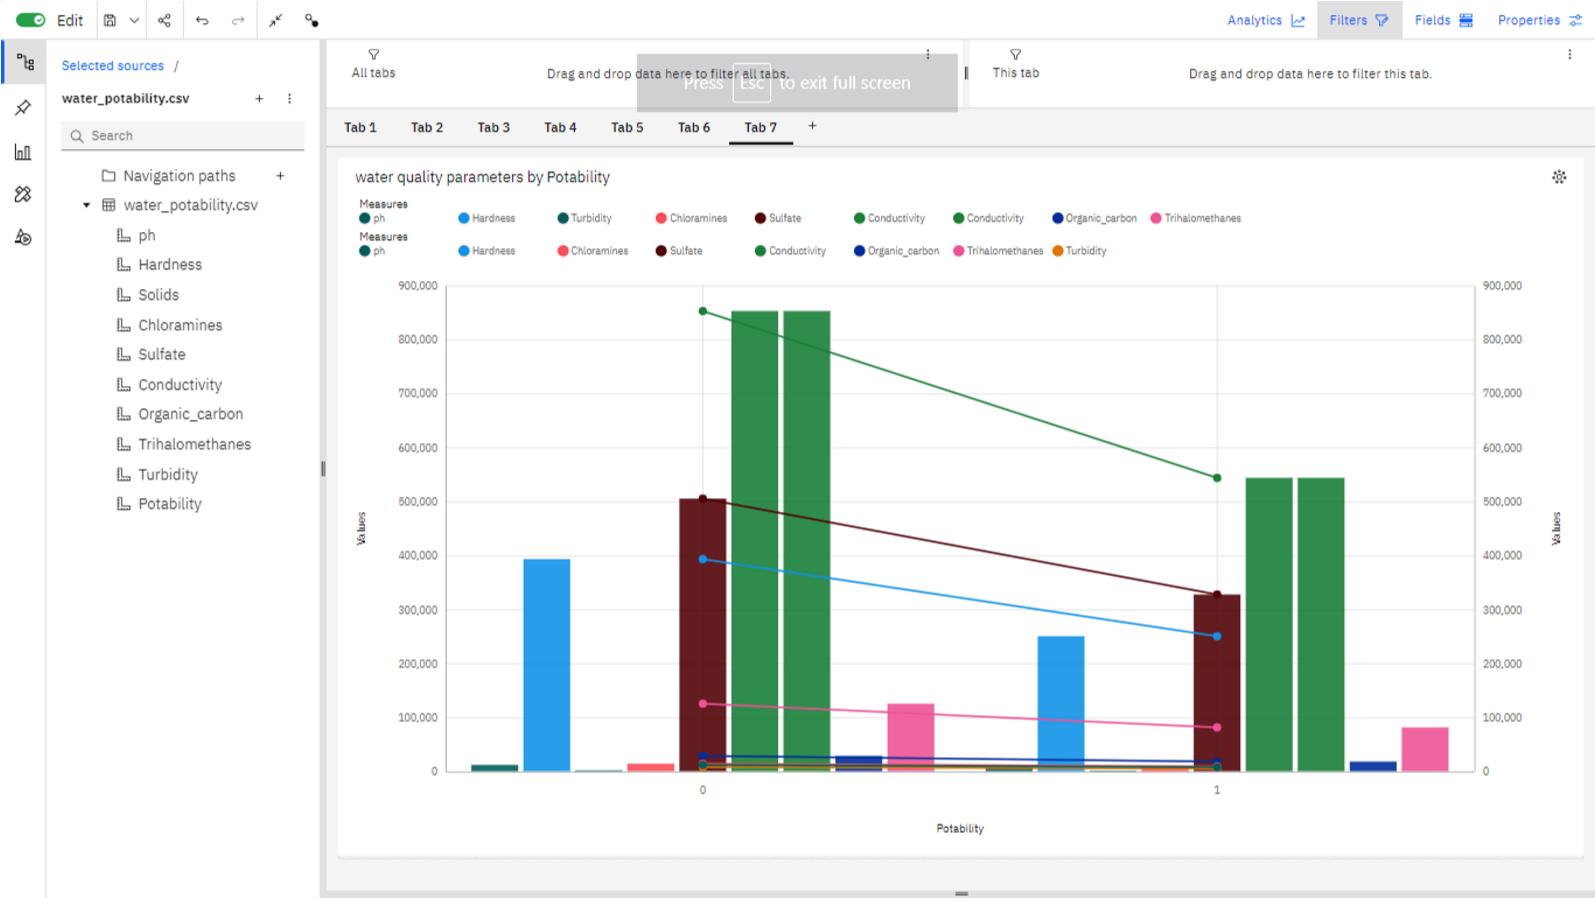 Edit
Analytics Filters Fields Properties
Selected sources /
water_potability.csv
Search
Navigation paths
water_potability.csv
ph
Hardness
Solids
Chloramines
Sulfate
Conductivity
Organic_carbon
Trihalomethanes
Turbidity
Potability
All tabs
Drag and drop data here to filter all tabs.
This tab
Drag and drop data here to filter this tab.
Press Esc to exit full screen
Tab 1 Tab 2 Tab 3 Tab 4 Tab 5 Tab 6 Tab 7 +
water quality parameters by Potability
Measures
ph Hardness Turbidity Chloramines Sulfate Conductivity Conductivity Organic_carbon Trihalomethanes
Measures
ph Hardness Chloramines Sulfate Conductivity Organic_carbon Trihalomethanes Turbidity
900,000 900,000
800,000 800,000
700,000 700,000
600,000 600,000
500,000 500,000
400,000 400,000
300,000 300,000
200,000 200,000
100,000 100,000
0 0
Values
Values
0 1
Potability